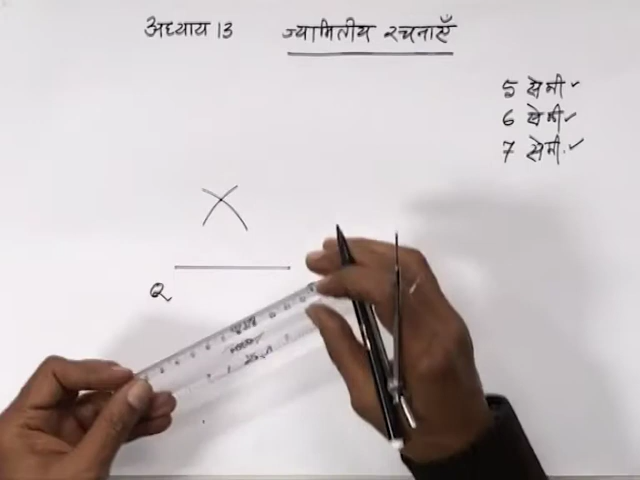 अध्याय 13 ज्यामितीय रचनाएँ
5 सेमी
6 सेमी
7 सेमी.
Q